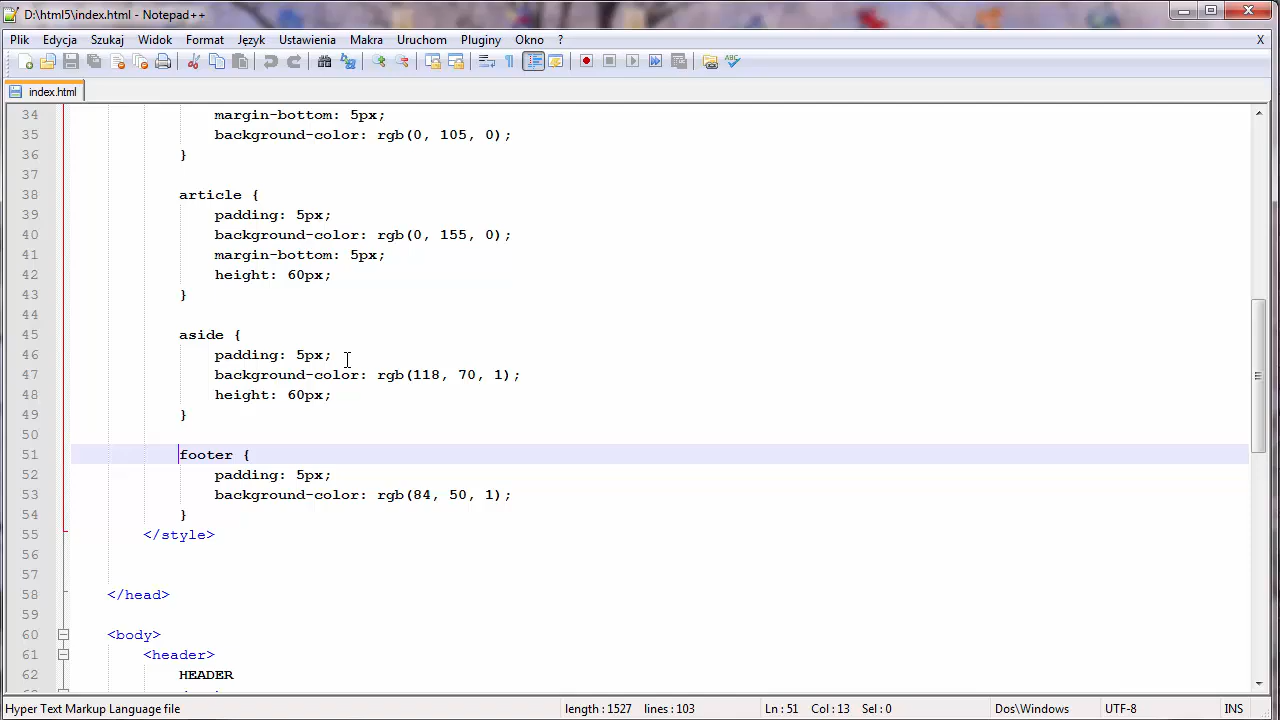 D:\html5\index.html - Notepad++
Plik Edycja Szukaj Widok Format Język Ustawienia Makra Uruchom Pluginy Okno ? X
index.html
34 margin-bottom: 5px;
35 background-color: rgb(0, 105, 0);
36 }
37
38 article {
39 padding: 5px;
40 background-color: rgb(0, 155, 0);
41 margin-bottom: 5px;
42 height: 60px;
43 }
44
45 aside {
46 padding: 5px;
47 background-color: rgb(118, 70, 1);
48 height: 60px;
49 }
50
51 footer {
52 padding: 5px;
53 background-color: rgb(84, 50, 1);
54 }
55 </style>
56
57
58 </head>
59
60 <body>
61 <header>
62 HEADER
Hyper Text Markup Language file length : 1527 lines : 103 Ln : 51 Col : 13 Sel : 0 Dos\Windows UTF-8 INS